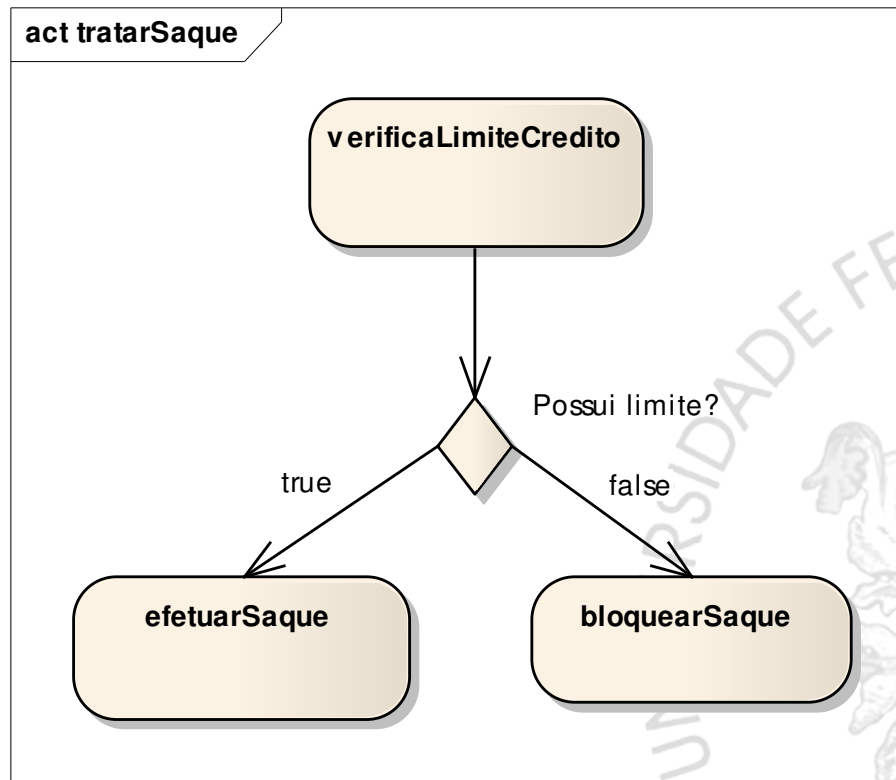 act tratarSaque
verificaLimiteCredito
Possui limite?
true
false
efetuarSaque
bloquearSaque